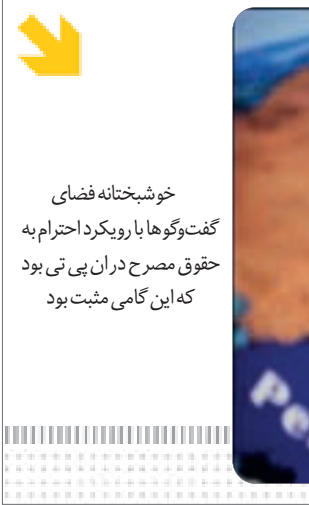 خوشبختانه فضای
گفت‌وگوها با رویکرد احترام به
حقوق مصرح در ان پی تی بود
که این گامی مثبت بود